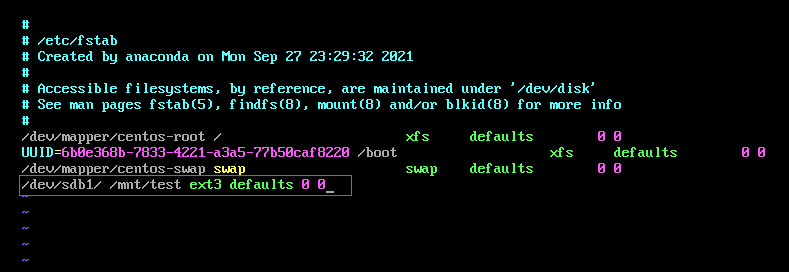 #
# /etc/fstab
# Created by anaconda on Mon Sep 27 23:29:32 2021
#
# Accessible filesystems, by reference, are maintained under '/dev/disk'
# See man pages fstab(5), findfs(8), mount(8) and/or blkid(8) for more info
#
/dev/mapper/centos-root / xfs defaults 0 0
UUID=6b0e368b-7833-4221-a3a5-77b50caf8220 /boot xfs defaults 0 0
/dev/mapper/centos-swap swap swap defaults 0 0
/dev/sdb1/ /mnt/test ext3 defaults 0 0_
~
~
~
~
~